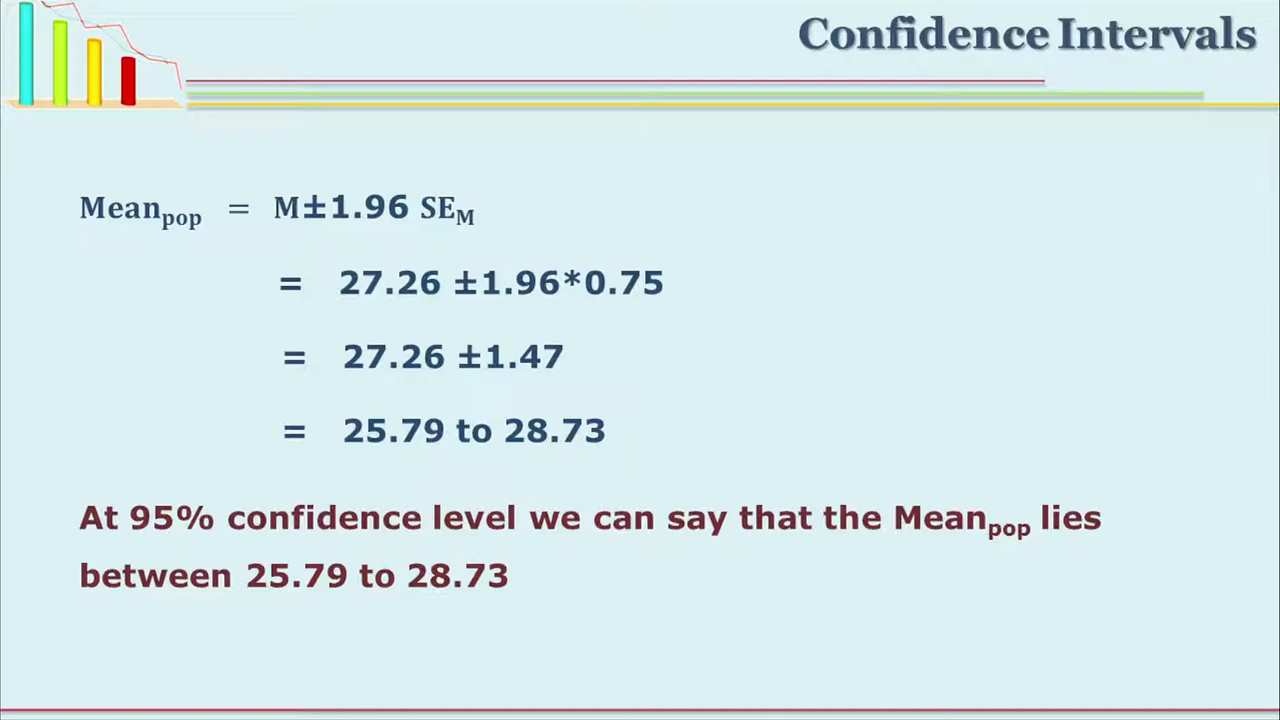 Confidence Intervals
Meanpop = M±1.96 SEM
= 27.26 ±1.96*0.75
= 27.26 ±1.47
= 25.79 to 28.73
At 95% confidence level we can say that the Meanpop lies
between 25.79 to 28.73